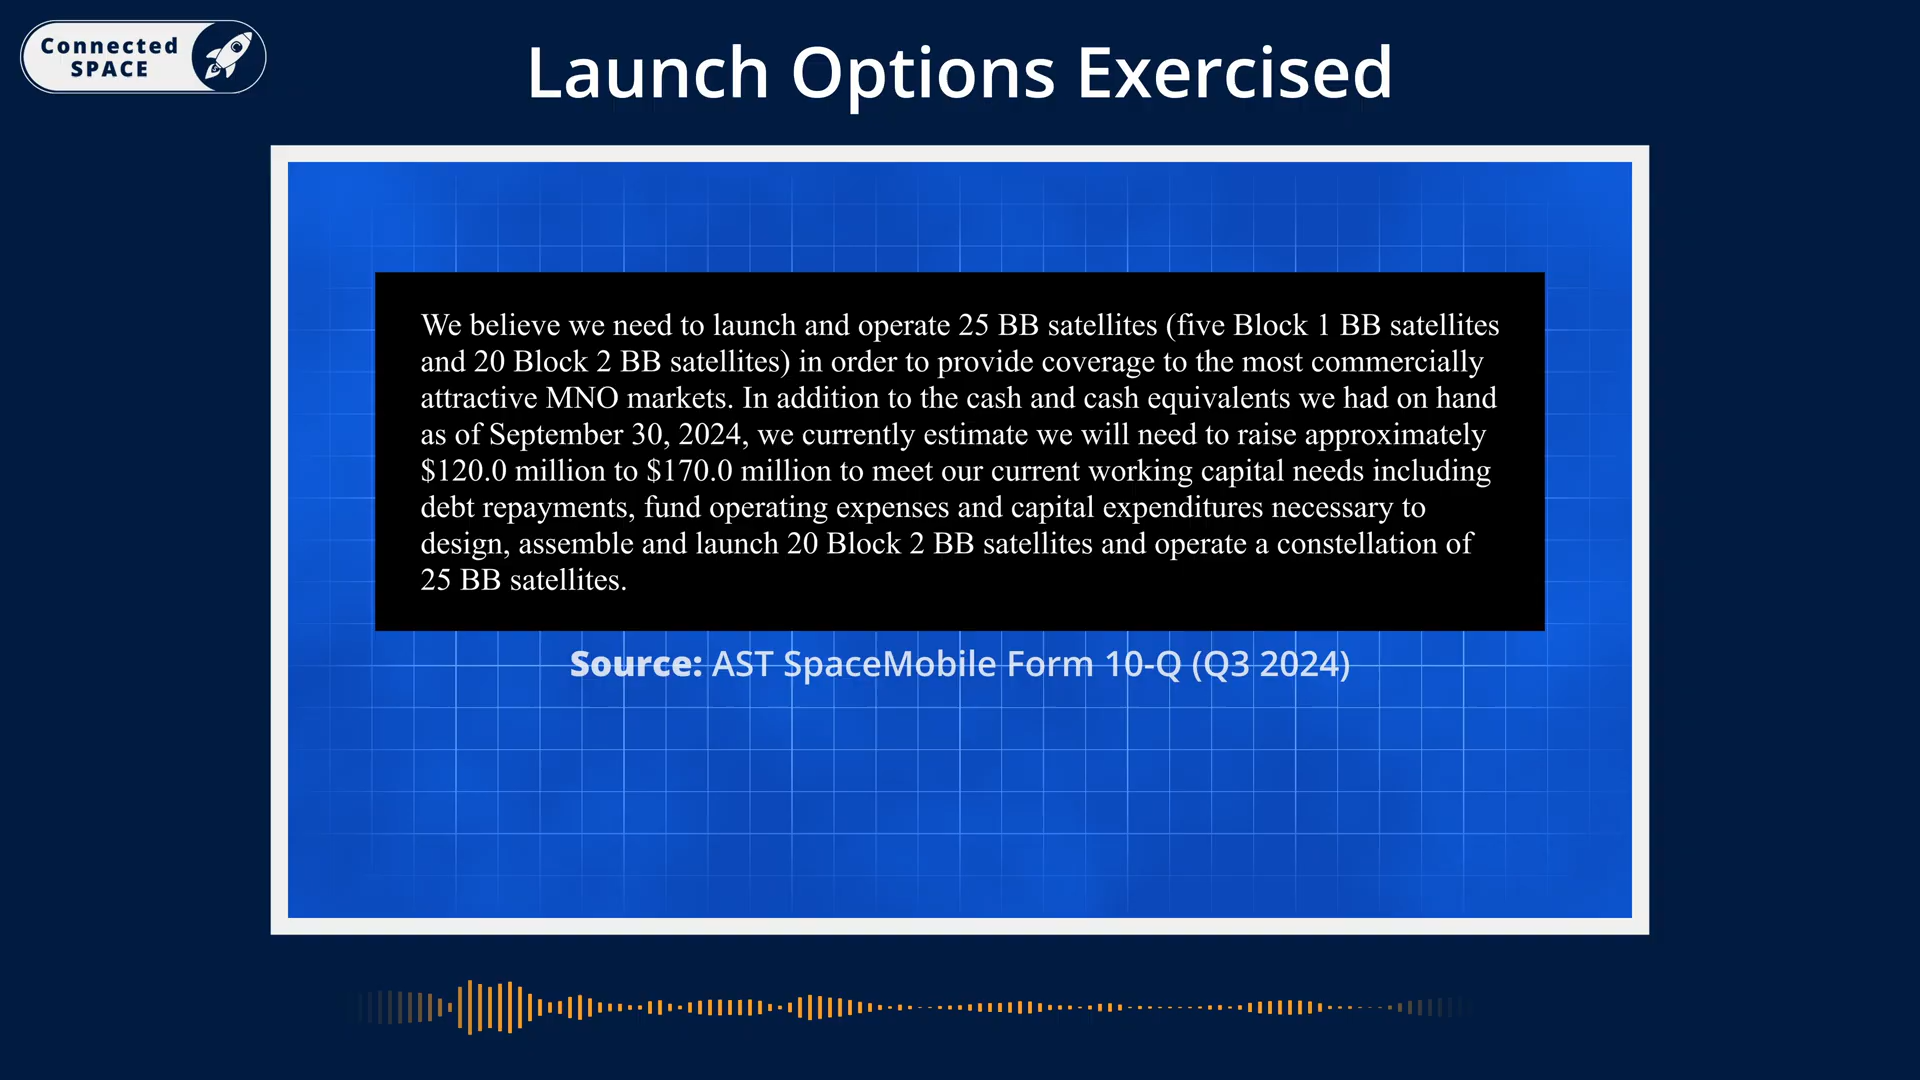 Connected
SPACE
Launch Options Exercised
We believe we need to launch and operate 25 BB satellites (five Block 1 BB satellites
and 20 Block 2 BB satellites) in order to provide coverage to the most commercially
attractive MNO markets. In addition to the cash and cash equivalents we had on hand
as of September 30, 2024, we currently estimate we will need to raise approximately
$120.0 million to $170.0 million to meet our current working capital needs including
debt repayments, fund operating expenses and capital expenditures necessary to
design, assemble and launch 20 Block 2 BB satellites and operate a constellation of
25 BB satellites.
Source: AST SpaceMobile Form 10-Q (Q3 2024)